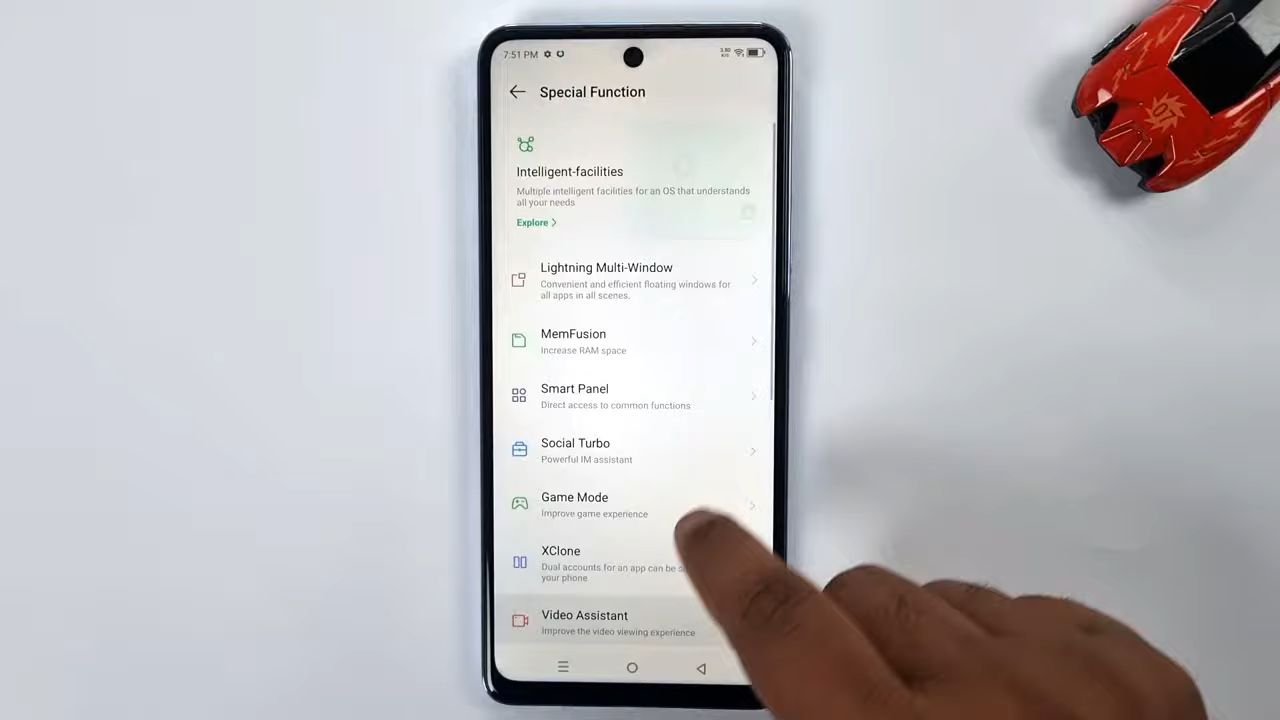 7:51 PM
3.80
K/S
Special Function
Intelligent-facilities
Multiple intelligent facilities for an OS that understands
all your needs
Explore >
Lightning Multi-Window
Convenient and efficient floating windows for
all apps in all scenes.
MemFusion
Increase RAM space
Smart Panel
Direct access to common functions
Social Turbo
Powerful IM assistant
Game Mode
Improve game experience
XClone
Dual accounts for an app can be
your phone
Video Assistant
Improve the video viewing experience